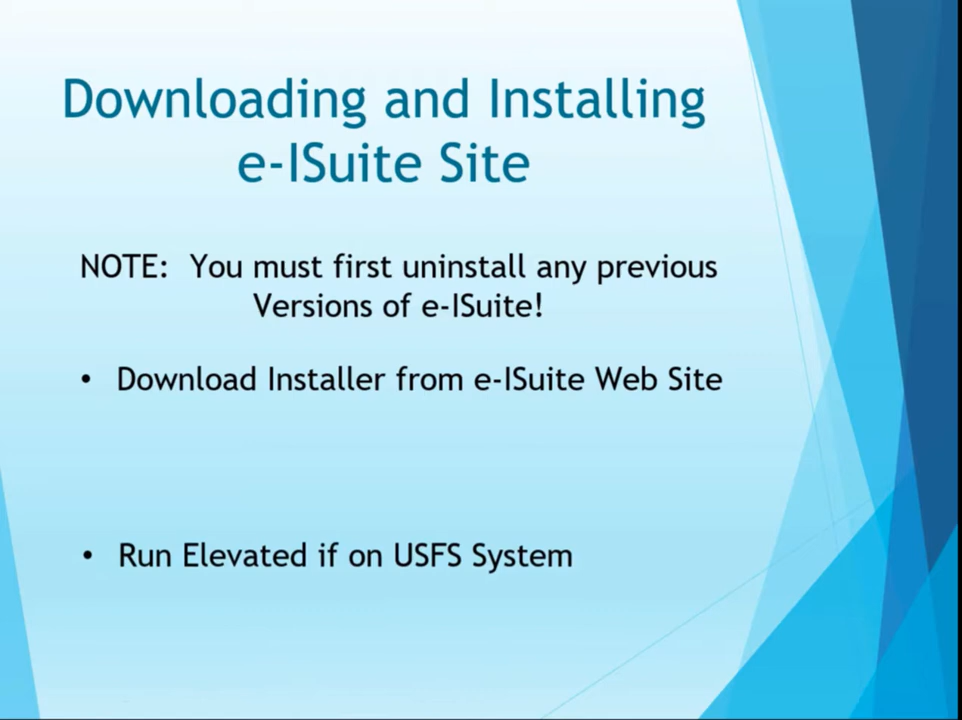 Downloading and Installing
e-ISuite Site
NOTE: You must first uninstall any previous
Versions of e-ISuite!
• Download Installer from e-ISuite Web Site
• Run Elevated if on USFS System